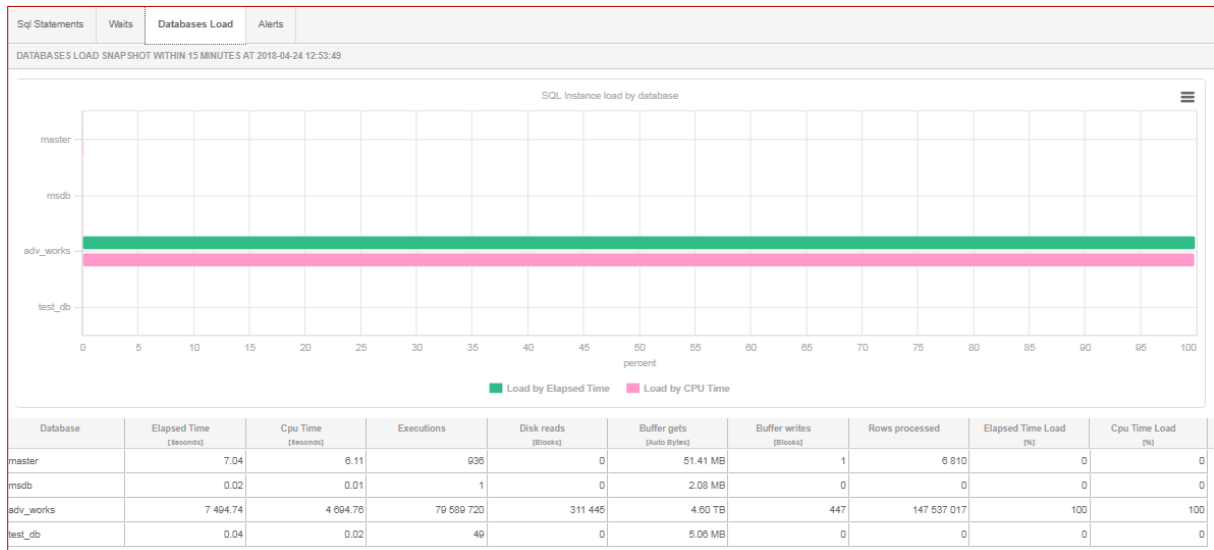 Sql Statements Waits Databases Load Alerts
DATABASES LOAD SNAPSHOT WITHIN 15 MINUTES AT 2018-04-24 12:53:49
SQL Instance load by database
master
msdb
adv_works
test_db
0 5 10 15 20 25 30 35 40 45 50 55 60 65 70 75 80 85 90 95 100
percent
Load by Elapsed Time Load by CPU Time
Database Elapsed Time Cpu Time Executions Disk reads Buffer gets Buffer writes Rows processed Elapsed Time Load Cpu Time Load
[Seconds] [Seconds] [Blocks] [Auto Bytes] [Blocks] [%] [%]
master 7.04 6.11 936 0 51.41 MB 1 6 810 0 0
msdb 0.02 0.01 1 0 2.08 MB 0 0 0 0
adv_works 7 494.74 4 694.76 79 589 720 311 445 4.60 TB 447 147 537 017 100 100
test_db 0.04 0.02 49 0 5.06 MB 0 0 0 0